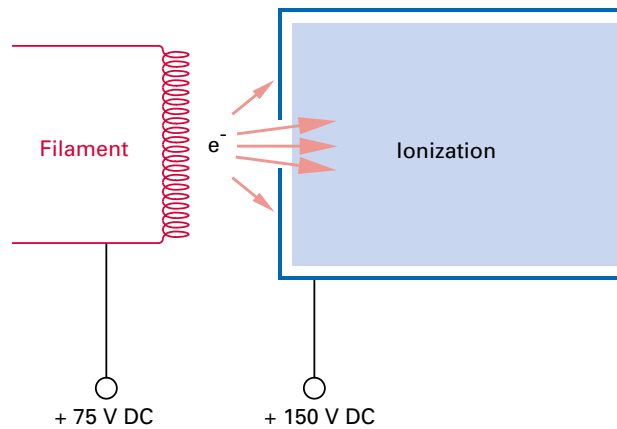 Filament
e-
Ionization
+ 75 V DC
+ 150 V DC